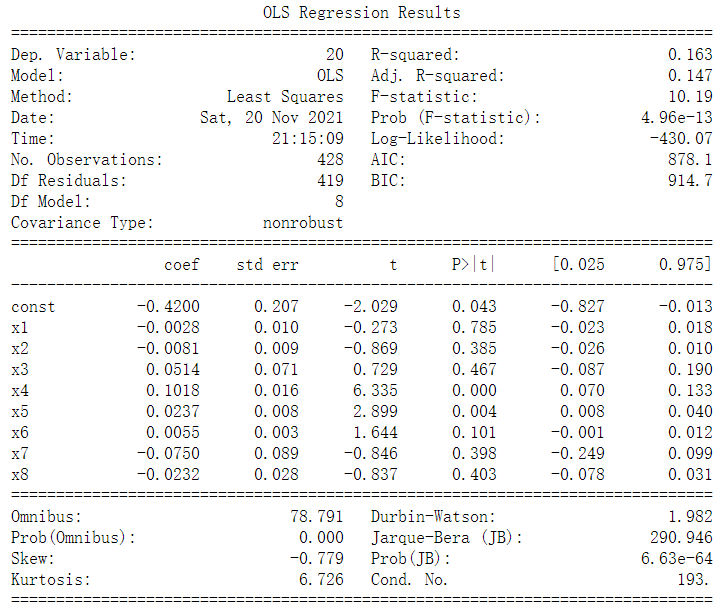 OLS Regression Results
==============================================================================
Dep. Variable: 20 R-squared: 0.163
Model: OLS Adj. R-squared: 0.147
Method: Least Squares F-statistic: 10.19
Date: Sat, 20 Nov 2021 Prob (F-statistic): 4.96e-13
Time: 21:15:09 Log-Likelihood: -430.07
No. Observations: 428 AIC: 878.1
Df Residuals: 419 BIC: 914.7
Df Model: 8
Covariance Type: nonrobust
==============================================================================
coef std err t P>|t| [0.025 0.975]
------------------------------------------------------------------------------
const -0.4200 0.207 -2.029 0.043 -0.827 -0.013
x1 -0.0028 0.010 -0.273 0.785 -0.023 0.018
x2 -0.0081 0.009 -0.869 0.385 -0.026 0.010
x3 0.0514 0.071 0.729 0.467 -0.087 0.190
x4 0.1018 0.016 6.335 0.000 0.070 0.133
x5 0.0237 0.008 2.899 0.004 0.008 0.040
x6 0.0055 0.003 1.644 0.101 -0.001 0.012
x7 -0.0750 0.089 -0.846 0.398 -0.249 0.099
x8 -0.0232 0.028 -0.837 0.403 -0.078 0.031
==============================================================================
Omnibus: 78.791 Durbin-Watson: 1.982
Prob(Omnibus): 0.000 Jarque-Bera (JB): 290.946
Skew: -0.779 Prob(JB): 6.63e-64
Kurtosis: 6.726 Cond. No. 193.
==============================================================================